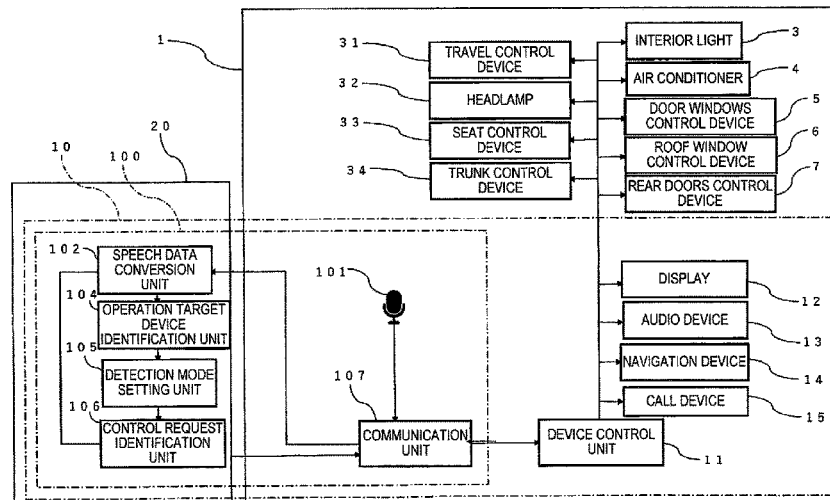 1
31
TRAVEL CONTROL
DEVICE
INTERIOR LIGHT
3
32
HEADLAMP
AIR CONDITIONER
4
33
SEAT CONTROL
DEVICE
DOOR WINDOWS
CONTROL DEVICE
5
34
TRUNK CONTROL
DEVICE
ROOF WINDOW
CONTROL DEVICE
6
REAR DOORS CONTROL
DEVICE
7
20
10
100
102
SPEECH DATA
CONVERSION
UNIT
101
104
OPERATION TARGET
DEVICE
IDENTIFICATION UNIT
105
DETECTION MODE
SETTING UNIT
106
CONTROL REQUEST
IDENTIFICATION UNIT
107
COMMUNICATION
UNIT
DISPLAY
12
AUDIO DEVICE
13
NAVIGATION DEVICE
14
CALL DEVICE
15
DEVICE CONTROL
UNIT
11